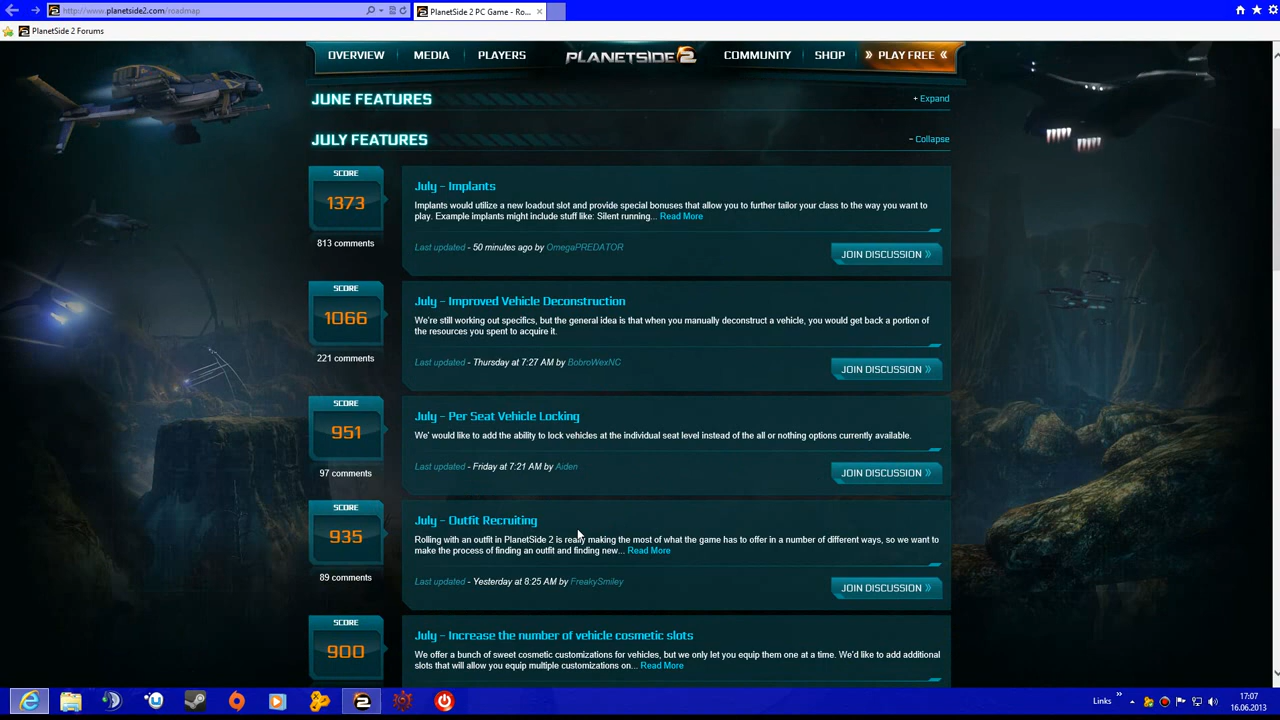 http://www.planetside2.com/roadmap
PlanetSide 2 PC Game - Ro...
PlanetSide 2 Forums
OVERVIEW MEDIA PLAYERS PLANETSIDE 2 COMMUNITY SHOP PLAY FREE
JUNE FEATURES + Expand
JULY FEATURES - Collapse
SCORE
1373
813 comments
July - Implants
Implants would utilize a new loadout slot and provide special bonuses that allow you to further tailor your class to the way you want to
play. Example implants might include stuff like: Silent running... Read More
Last updated - 50 minutes ago by OmegaPREDATOR
JOIN DISCUSSION
SCORE
1066
221 comments
July - Improved Vehicle Deconstruction
We're still working out specifics, but the general idea is that when you manually deconstruct a vehicle, you would get back a portion of
the resources you spent to acquire it.
Last updated - Thursday at 7:27 AM by BobroWexNC
JOIN DISCUSSION
SCORE
951
97 comments
July - Per Seat Vehicle Locking
We' would like to add the ability to lock vehicles at the individual seat level instead of the all or nothing options currently available.
Last updated - Friday at 7:21 AM by Aiden
JOIN DISCUSSION
SCORE
935
89 comments
July - Outfit Recruiting
Rolling with an outfit in PlanetSide 2 is really making the most of what the game has to offer in a number of different ways, so we want to
make the process of finding an outfit and finding new... Read More
Last updated - Yesterday at 8:25 AM by FreakySmiley
JOIN DISCUSSION
SCORE
900
July - Increase the number of vehicle cosmetic slots
We offer a bunch of sweet cosmetic customizations for vehicles, but we only let you equip them one at a time. We'd like to add additional
slots that will allow you equip multiple customizations on... Read More
Links
17:07
16.06.2013